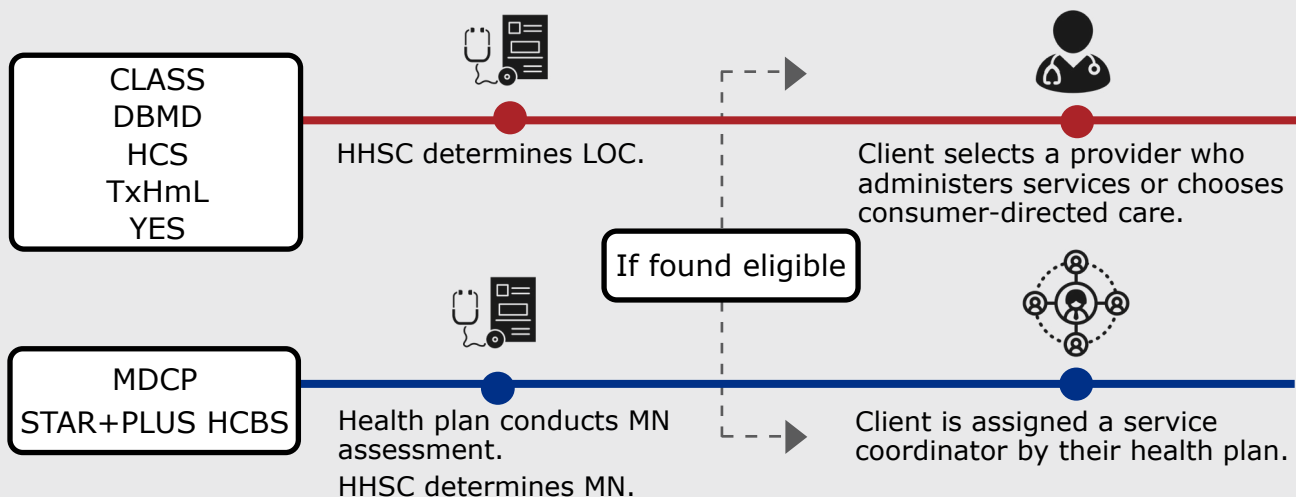 CLASS
DBMD
HCS
TxHmL
YES
HHSC determines LOC.
Client selects a provider who
administers services or chooses
consumer-directed care.
If found eligible
MDCP
STAR+PLUS HCBS
Health plan conducts MN
assessment.
HHSC determines MN.
Client is assigned a service
coordinator by their health plan.